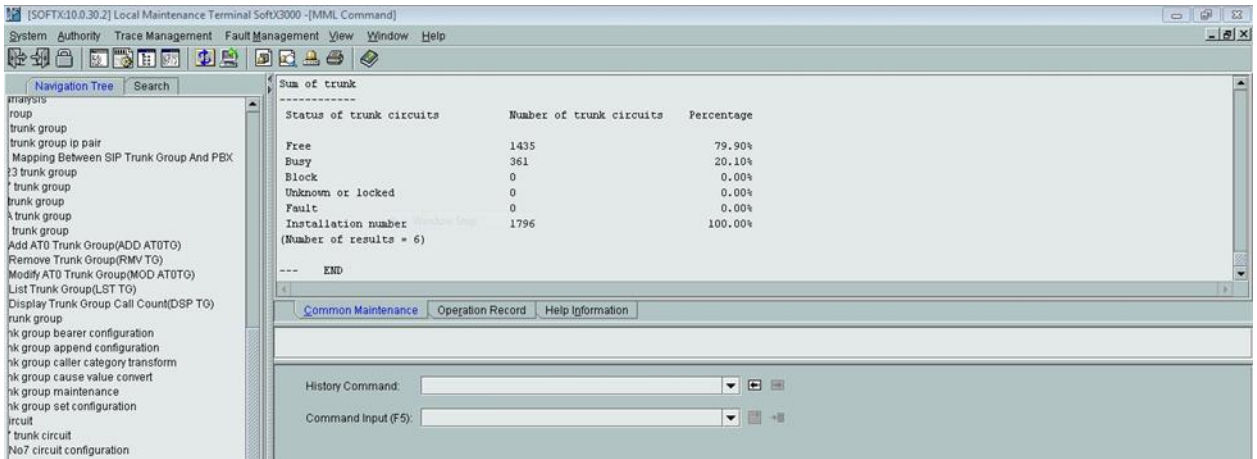 [SOFTX:10.0.30.2] Local Maintenance Terminal SoftX3000 -[MML Command]
System Authority Trace Management Fault Management View Window Help
Navigation Tree Search
analysis
roup
trunk group
trunk group ip pair
Mapping Between SIP Trunk Group And PBX
23 trunk group
trunk group
trunk group
trunk group
trunk group
Add AT0 Trunk Group(ADD AT0TG)
Remove Trunk Group(RMV TG)
Modify AT0 Trunk Group(MOD AT0TG)
List Trunk Group(LST TG)
Display Trunk Group Call Count(DSP TG)
runk group
nk group bearer configuration
nk group append configuration
nk group caller category transform
nk group cause value convert
nk group maintenance
nk group set configuration
ircuit
trunk circuit
No7 circuit configuration
Sum of trunk
------------
Status of trunk circuits Number of trunk circuits Percentage
Free 1435 79.90%
Busy 361 20.10%
Block 0 0.00%
Unknown or locked 0 0.00%
Fault 0 0.00%
Installation number 1796 100.00%
(Number of results = 6)
--- END
Common Maintenance Operation Record Help Information
History Command:
Command Input (F5):